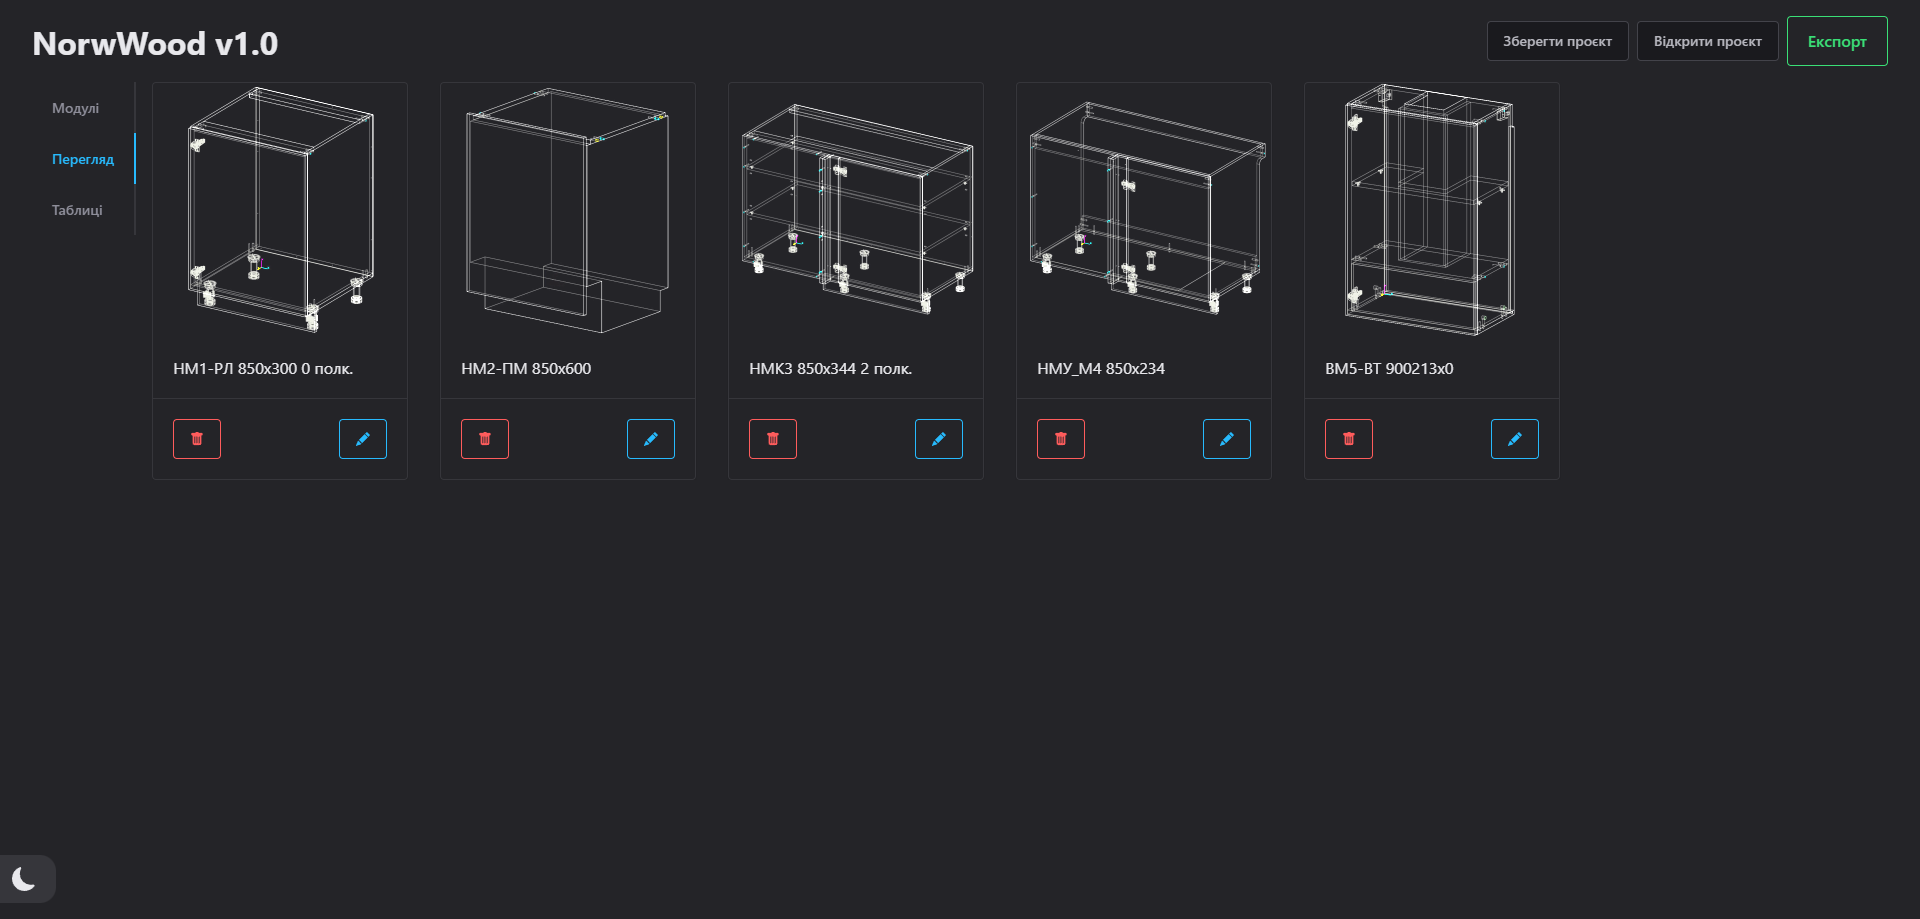 NorwWood v1.0
Зберегти проєкт
Відкрити проєкт
Експорт
Модулі
Перегляд
Таблиці
НМ1-РЛ 850x300 0 полк.
НМ2-ПМ 850x600
НМК3 850x344 2 полк.
НМУ_М4 850x234
ВМ5-ВТ 900213x0